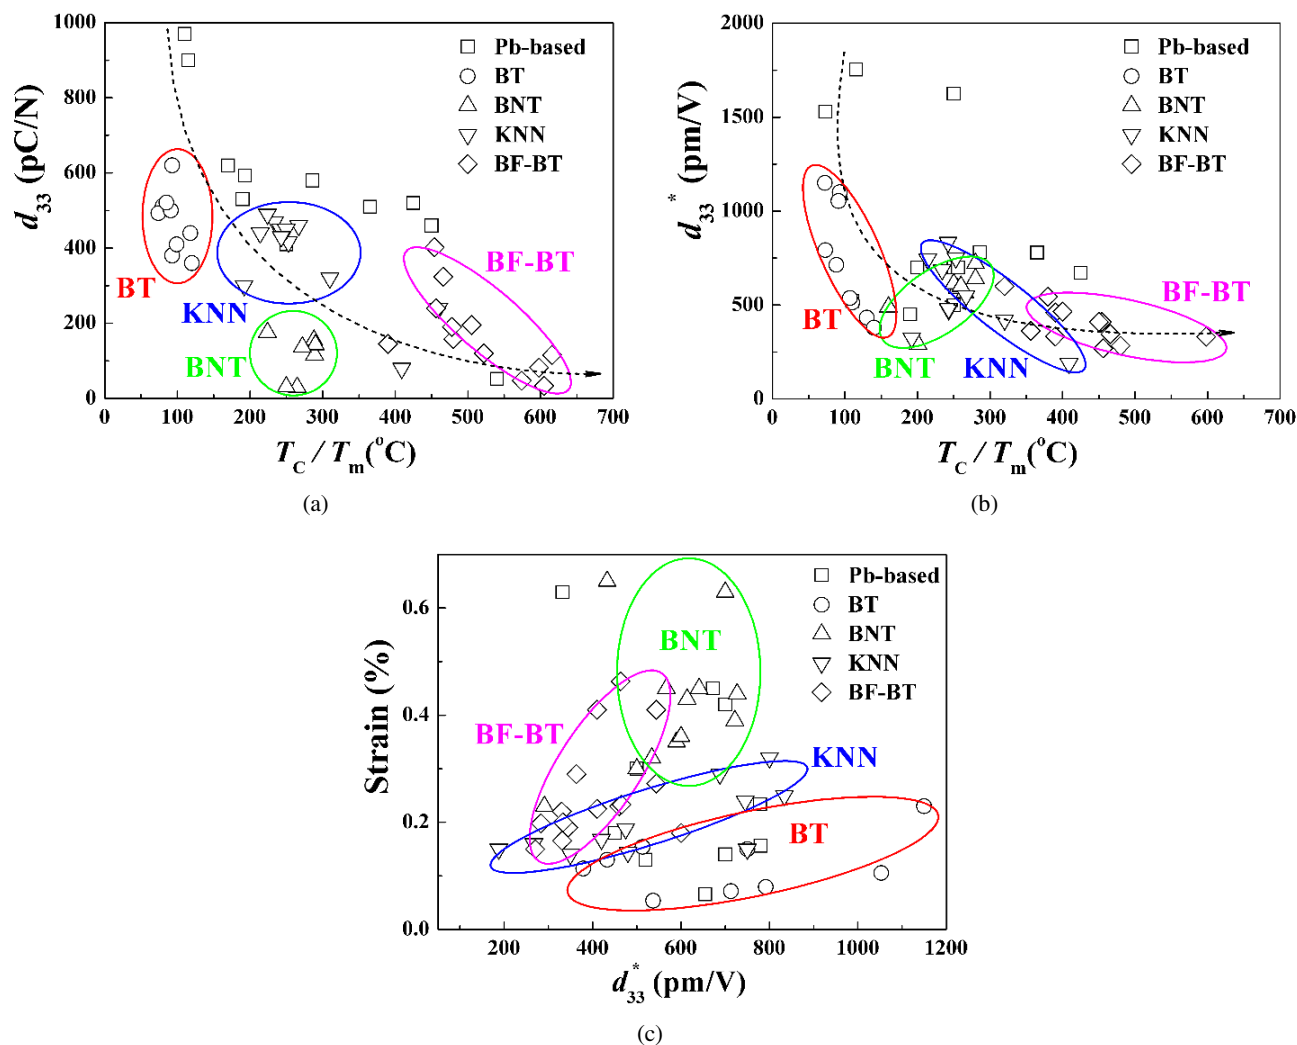 1000
800
600
400
200
0
d33 (pC/N)
Pb-based
BT
BNT
KNN
BF-BT
BT
KNN
BNT
BF-BT
0 100 200 300 400 500 600 700
TC / Tm(oC)
(a)
2000
1500
1000
500
0
d33* (pm/V)
Pb-based
BT
BNT
KNN
BF-BT
BT
BNT
KNN
BF-BT
0 100 200 300 400 500 600 700
TC / Tm(oC)
(b)
0.6
0.4
0.2
0.0
Strain (%)
Pb-based
BT
BNT
KNN
BF-BT
BNT
BF-BT
KNN
BT
200 400 600 800 1000 1200
d33* (pm/V)
(c)